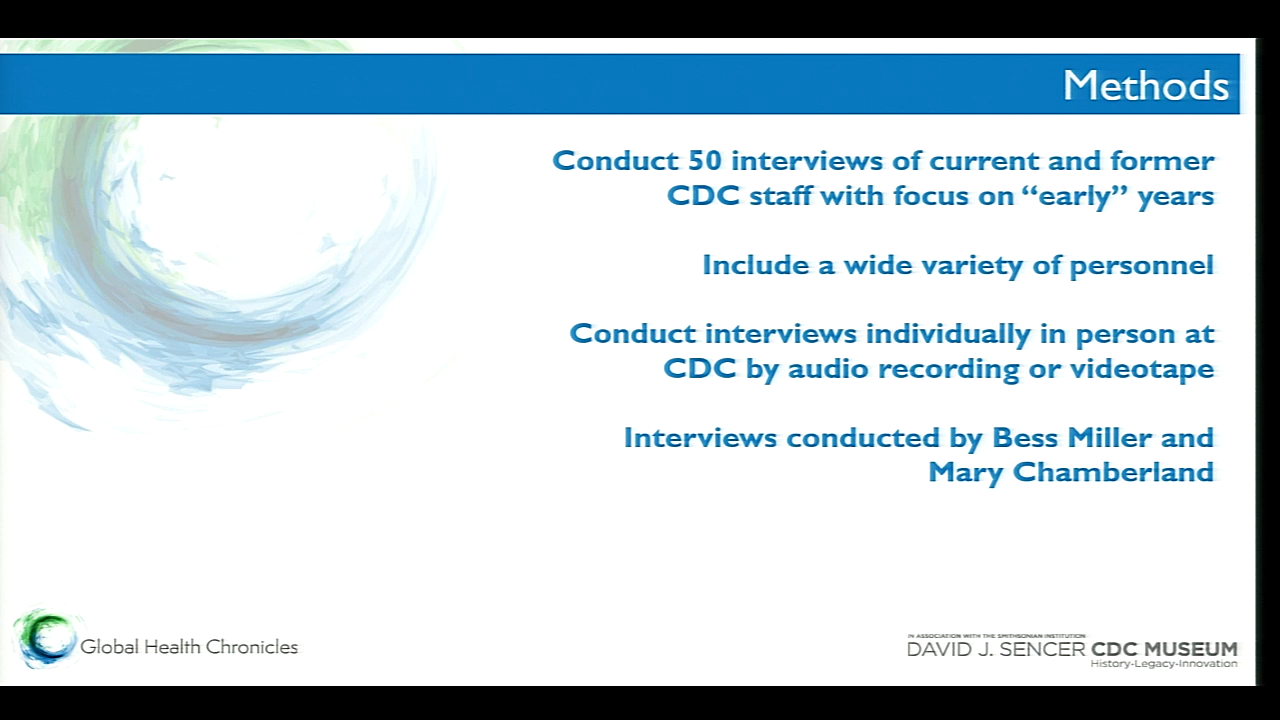 Methods
Conduct 50 interviews of current and former
CDC staff with focus on “early” years
Include a wide variety of personnel
Conduct interviews individually in person at
CDC by audio recording or videotape
Interviews conducted by Bess Miller and
Mary Chamberland
Global Health Chronicles
IN ASSOCIATION WITH THE SMITHSONIAN INSTITUTION
DAVID J. SENCER CDC MUSEUM
History-Legacy-Innovation